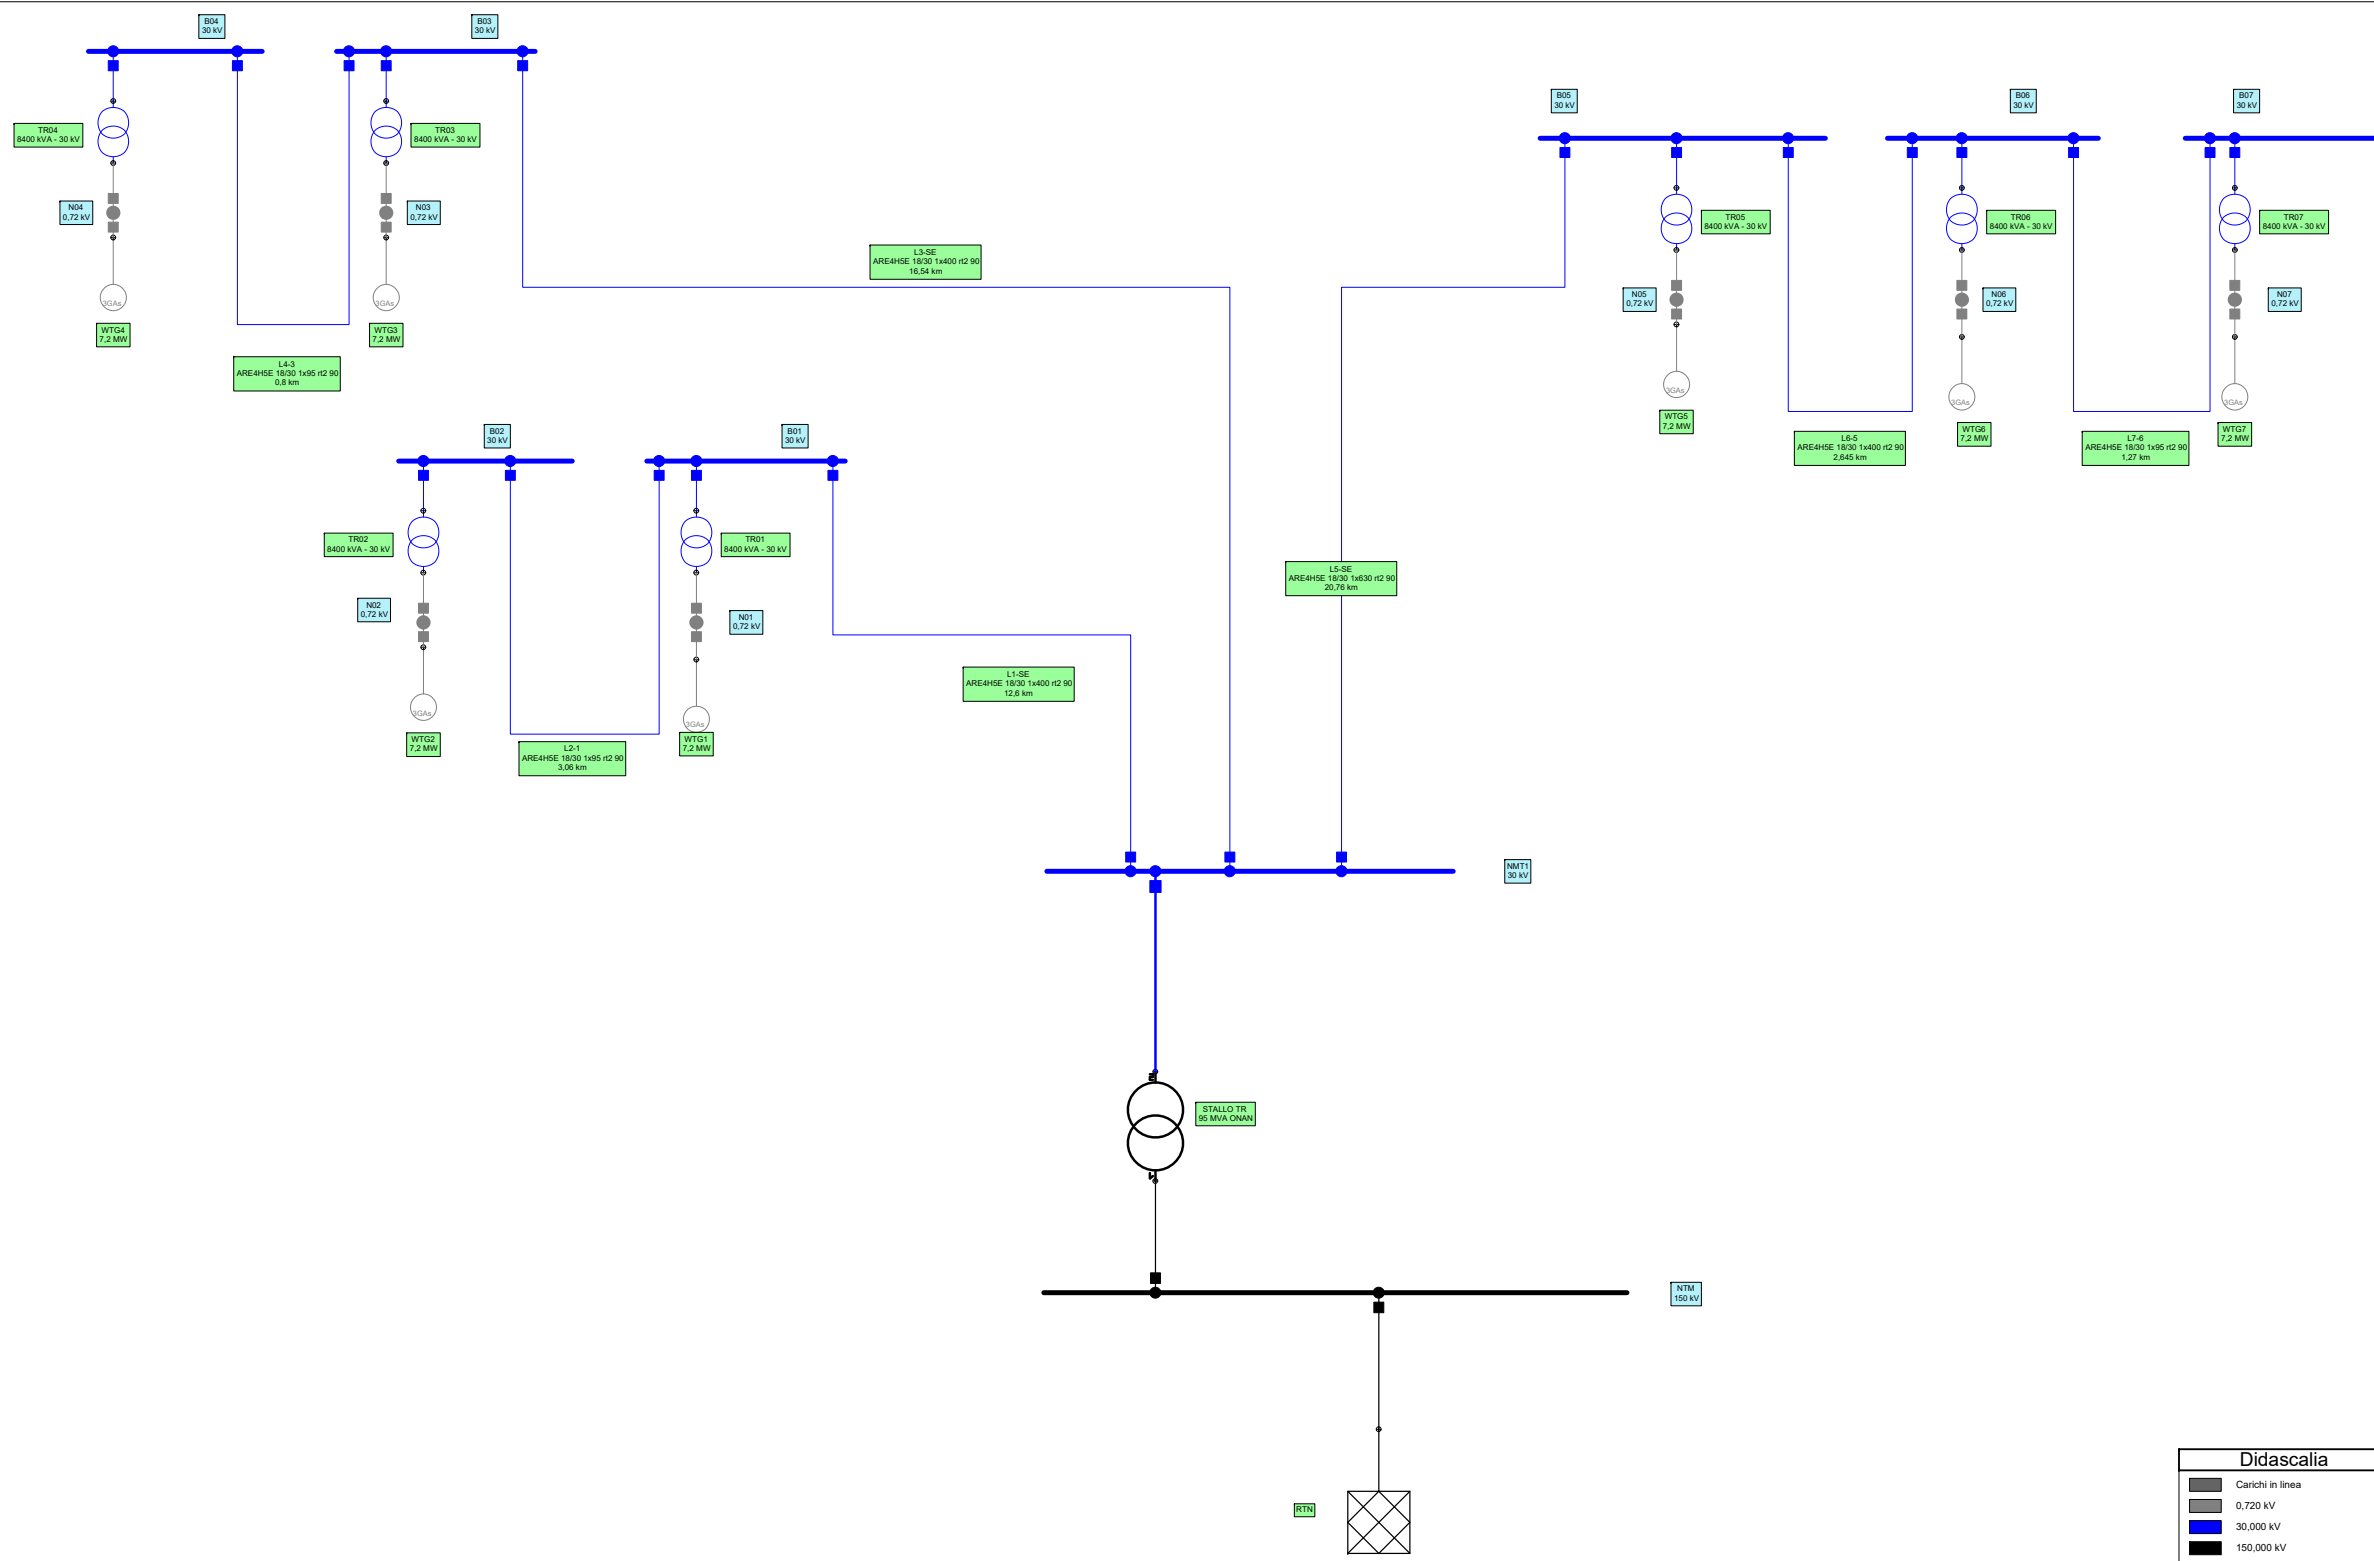 B04
30 kV
B03
30 kV
B05
30 kV
B06
30 kV
B07
30 kV
TR04
8400 kVA - 30 kV
TR03
8400 kVA - 30 kV
N04
0,72 kV
N03
0,72 kV
TR05
8400 kVA - 30 kV
TR06
8400 kVA - 30 kV
TR07
8400 kVA - 30 kV
L3-SE
ARE4H5E 18/30 1x400 rt2 90
16,54 km
3GAs
3GAs
N05
0,72 kV
N06
0,72 kV
N07
0,72 kV
WTG4
7,2 MW
WTG3
7,2 MW
L4-3
ARE4H5E 18/30 1x95 rt2 90
0,8 km
3GAs
3GAs
3GAs
WTG5
7,2 MW
WTG6
7,2 MW
WTG7
7,2 MW
B02
30 kV
B01
30 kV
L6-5
ARE4H5E 18/30 1x400 rt2 90
2,645 km
L7-6
ARE4H5E 18/30 1x95 rt2 90
1,27 km
TR02
8400 kVA - 30 kV
TR01
8400 kVA - 30 kV
L5-SE
ARE4H5E 18/30 1x630 rt2 90
20,76 km
N02
0,72 kV
N01
0,72 kV
L1-SE
ARE4H5E 18/30 1x400 rt2 90
12,6 km
3GAs
3GAs
WTG2
7,2 MW
WTG1
7,2 MW
L2-1
ARE4H5E 18/30 1x95 rt2 90
3,06 km
NMT1
30 kV
2
STALLO TR
95 MVA ONAN
1
NTM
150 kV
RTN
Didascalia
Carichi in linea
0,720 kV
30,000 kV
150,000 kV